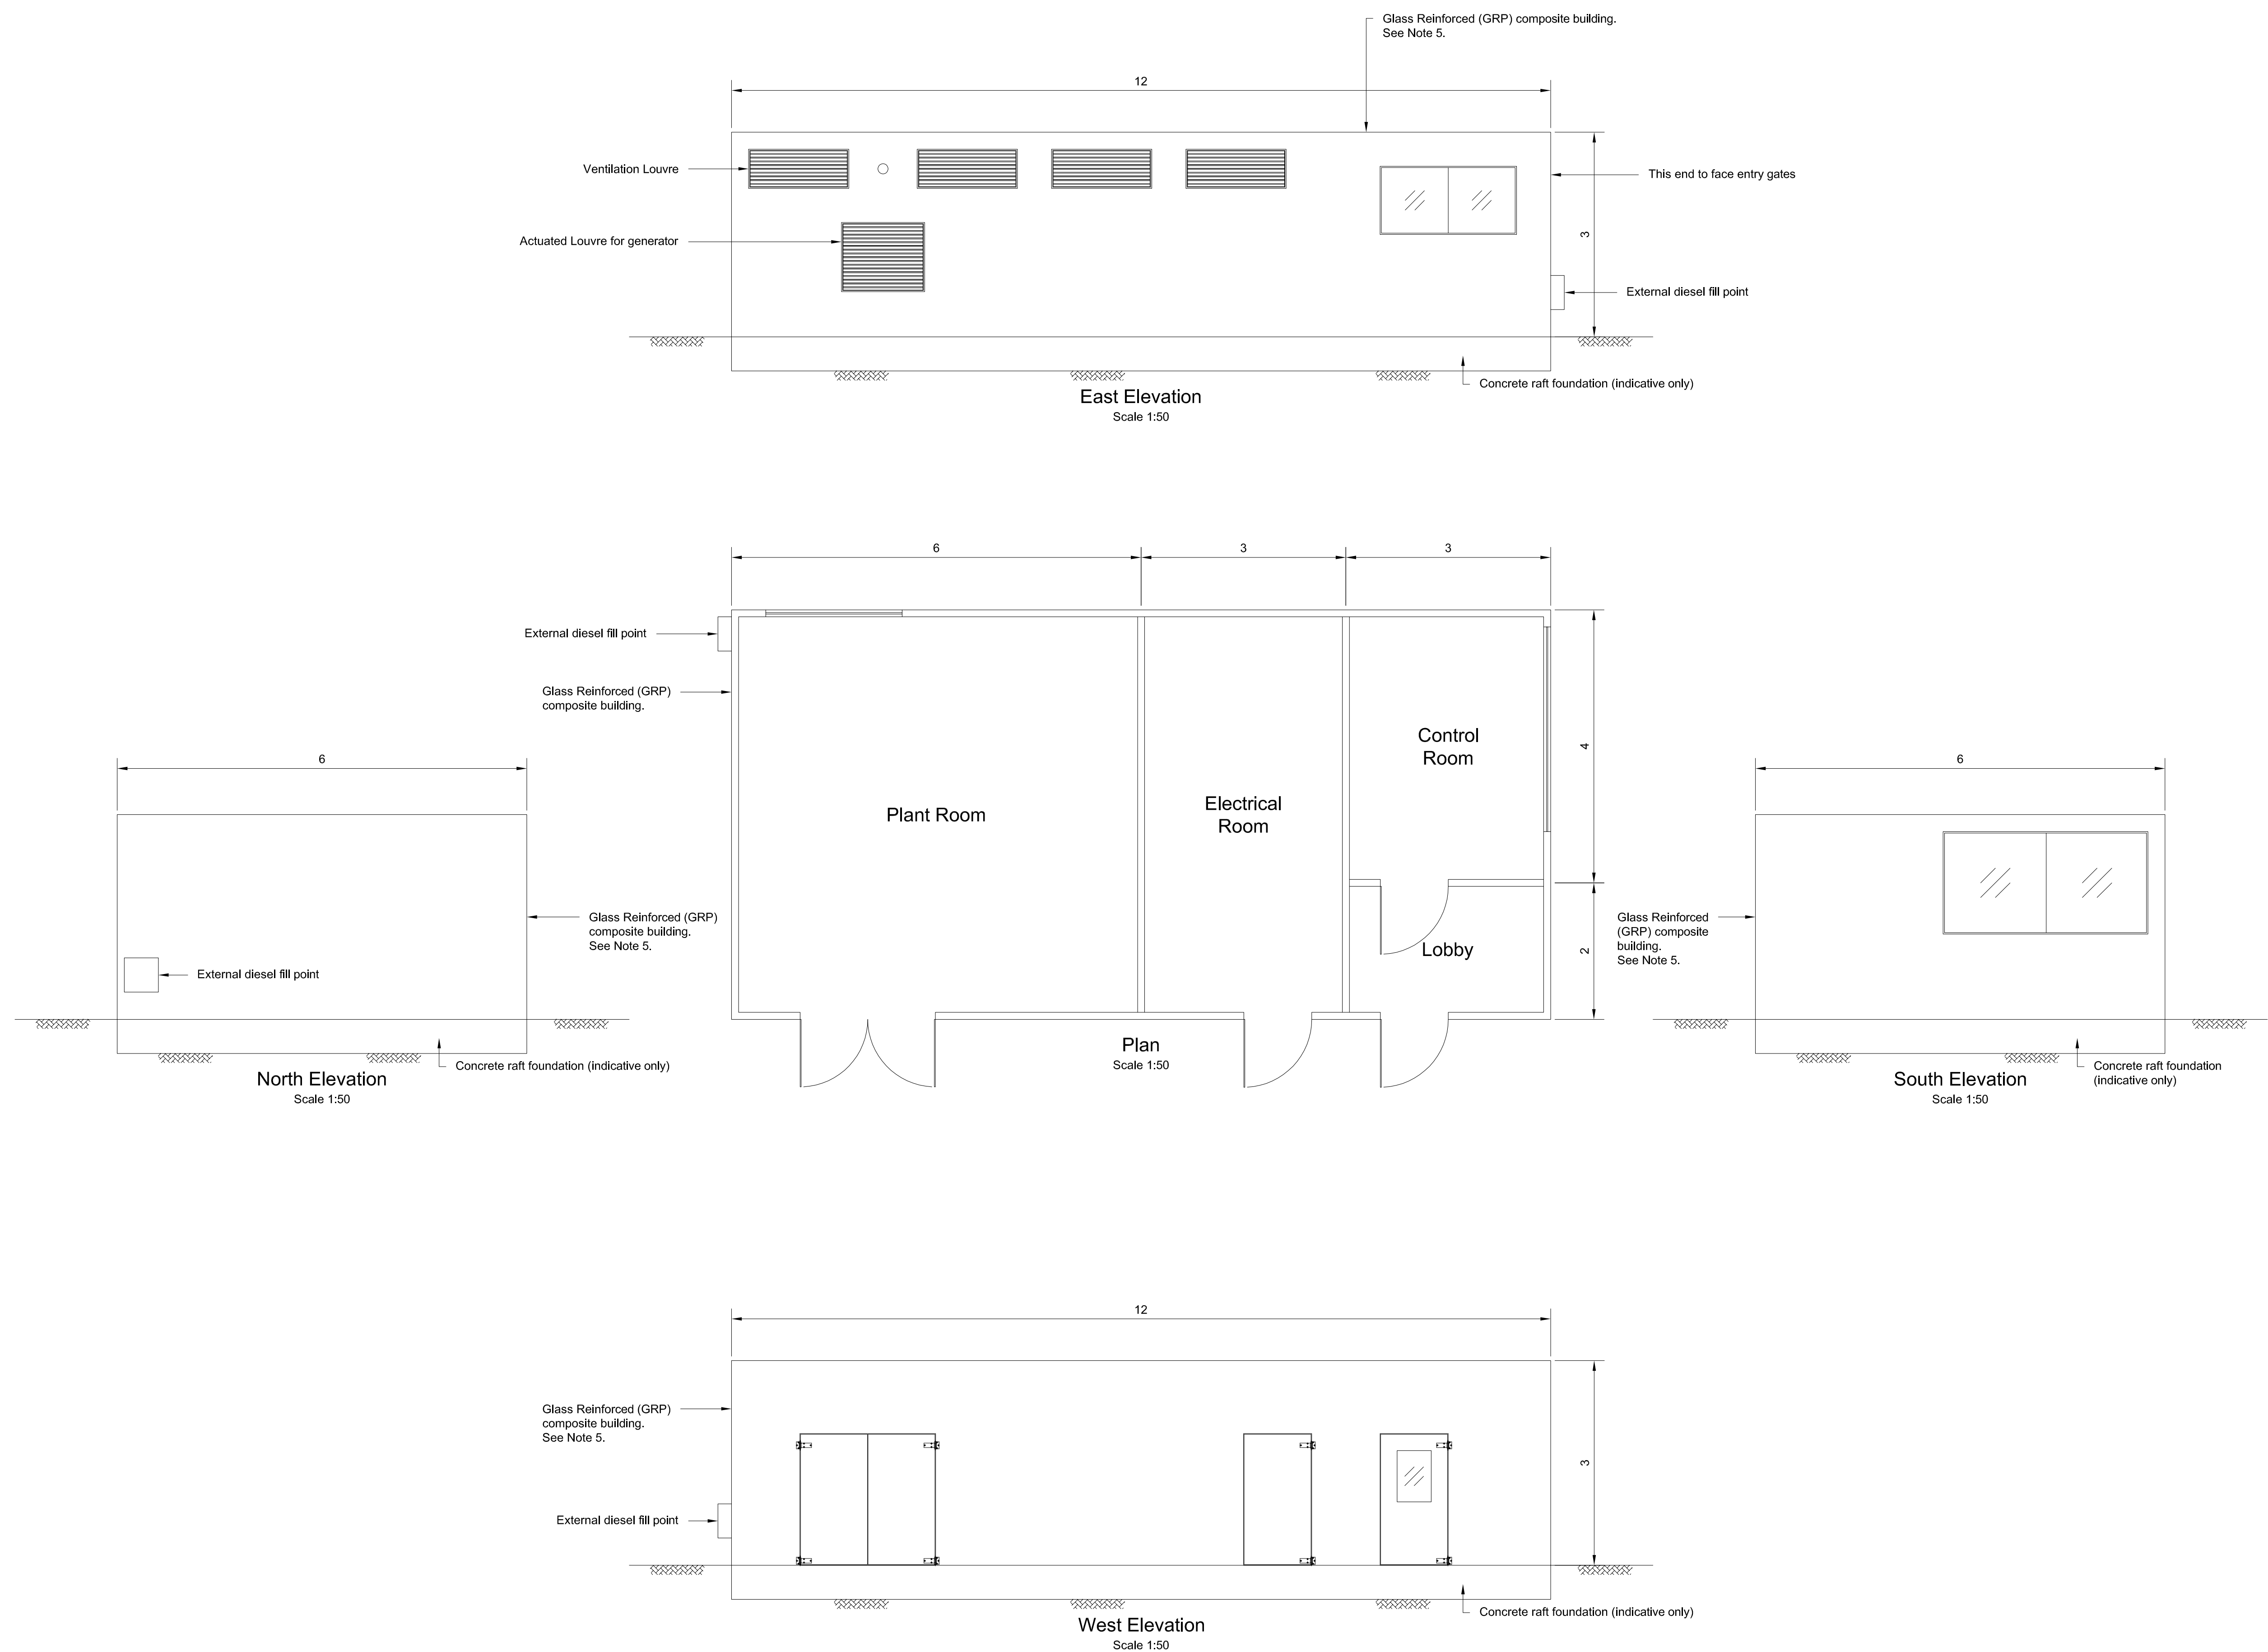 Glass Reinforced (GRP) composite building.
See Note 5.
12
Ventilation Louvre
This end to face entry gates
Actuated Louvre for generator
3
External diesel fill point
Concrete raft foundation (indicative only)
East Elevation
Scale 1:50
6
3
3
External diesel fill point
Glass Reinforced (GRP)
composite building.
Control
Room
4
Plant Room
Electrical
Room
Lobby
2
Plan
Scale 1:50
6
Glass Reinforced (GRP)
composite building.
See Note 5.
External diesel fill point
Concrete raft foundation (indicative only)
North Elevation
Scale 1:50
6
Glass Reinforced
(GRP) composite
building.
See Note 5.
Concrete raft foundation
(indicative only)
South Elevation
Scale 1:50
12
Glass Reinforced (GRP)
composite building.
See Note 5.
3
External diesel fill point
Concrete raft foundation (indicative only)
West Elevation
Scale 1:50